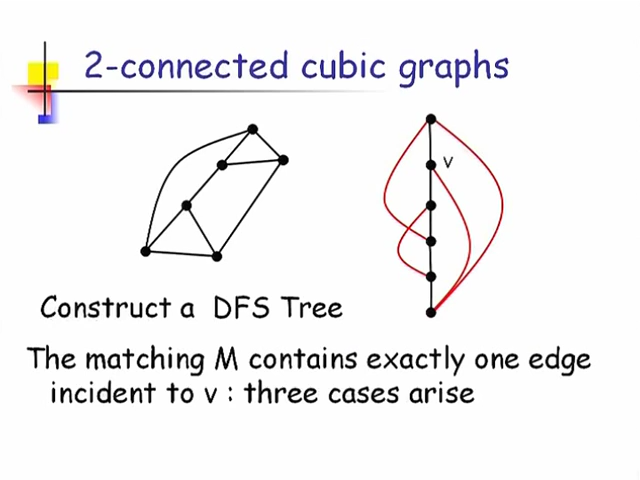 2-connected cubic graphs
v
Construct a DFS Tree
The matching M contains exactly one edge
incident to v : three cases arise